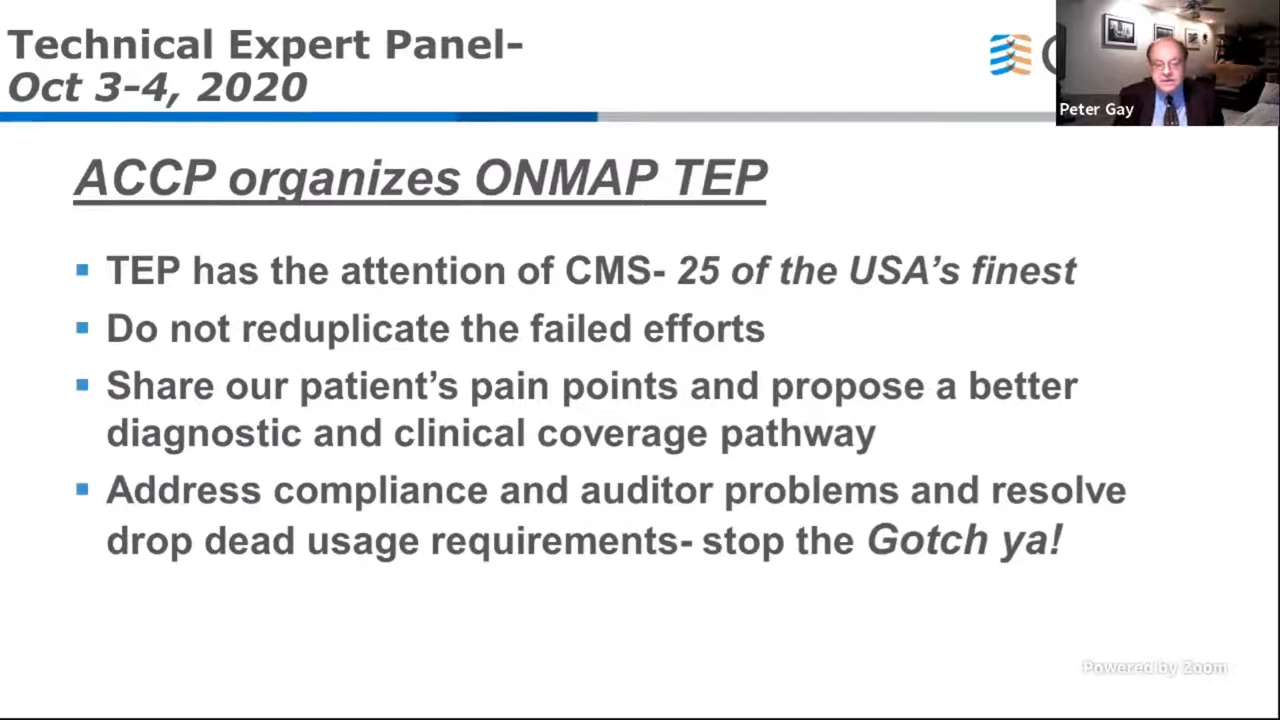 Technical Expert Panel-
Oct 3-4, 2020
Peter Gay
ACCP organizes ONMAP TEP
TEP has the attention of CMS- 25 of the USA's finest
Do not reduplicate the failed efforts
Share our patient's pain points and propose a better
diagnostic and clinical coverage pathway
Address compliance and auditor problems and resolve
drop dead usage requirements- stop the Gotch ya!
Powered by Zoom